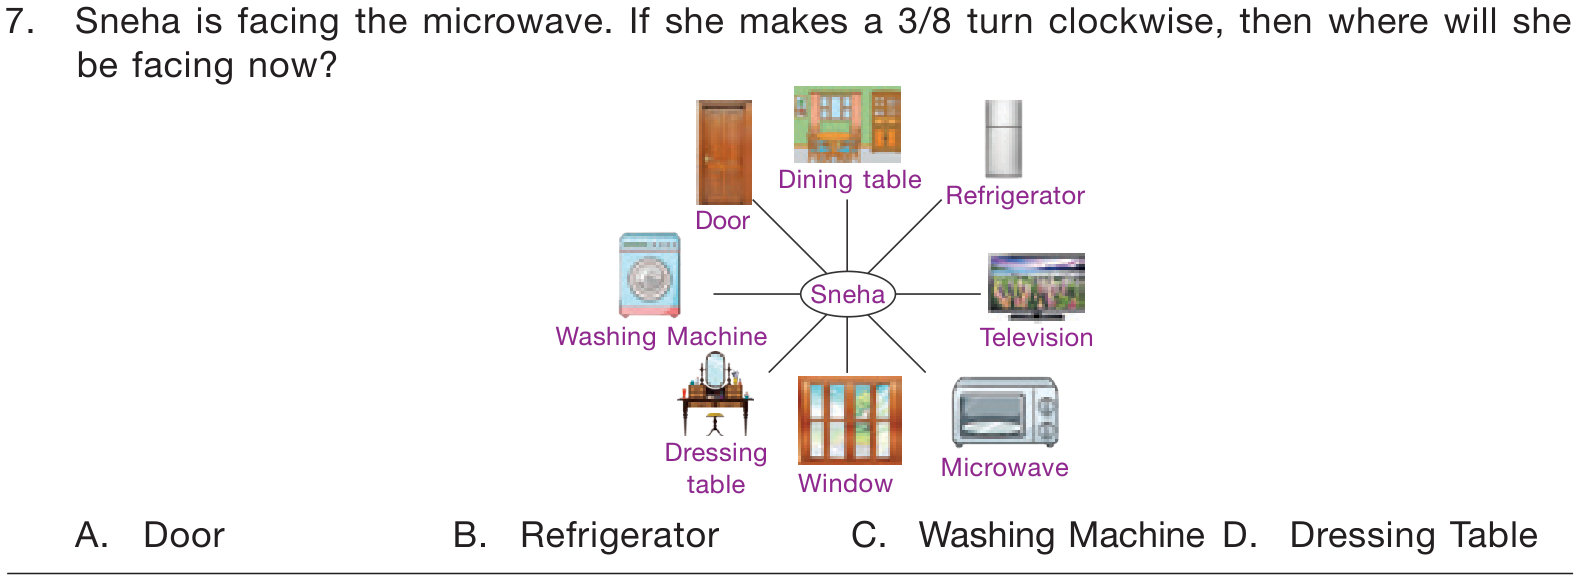 7. Sneha is facing the microwave. If she makes a 3/8 turn clockwise, then where will she
be facing now?
Dining table
Refrigerator
Door
Sneha
Washing Machine
Television
Dressing
table
Window
Microwave
A. Door B. Refrigerator C. Washing Machine D. Dressing Table